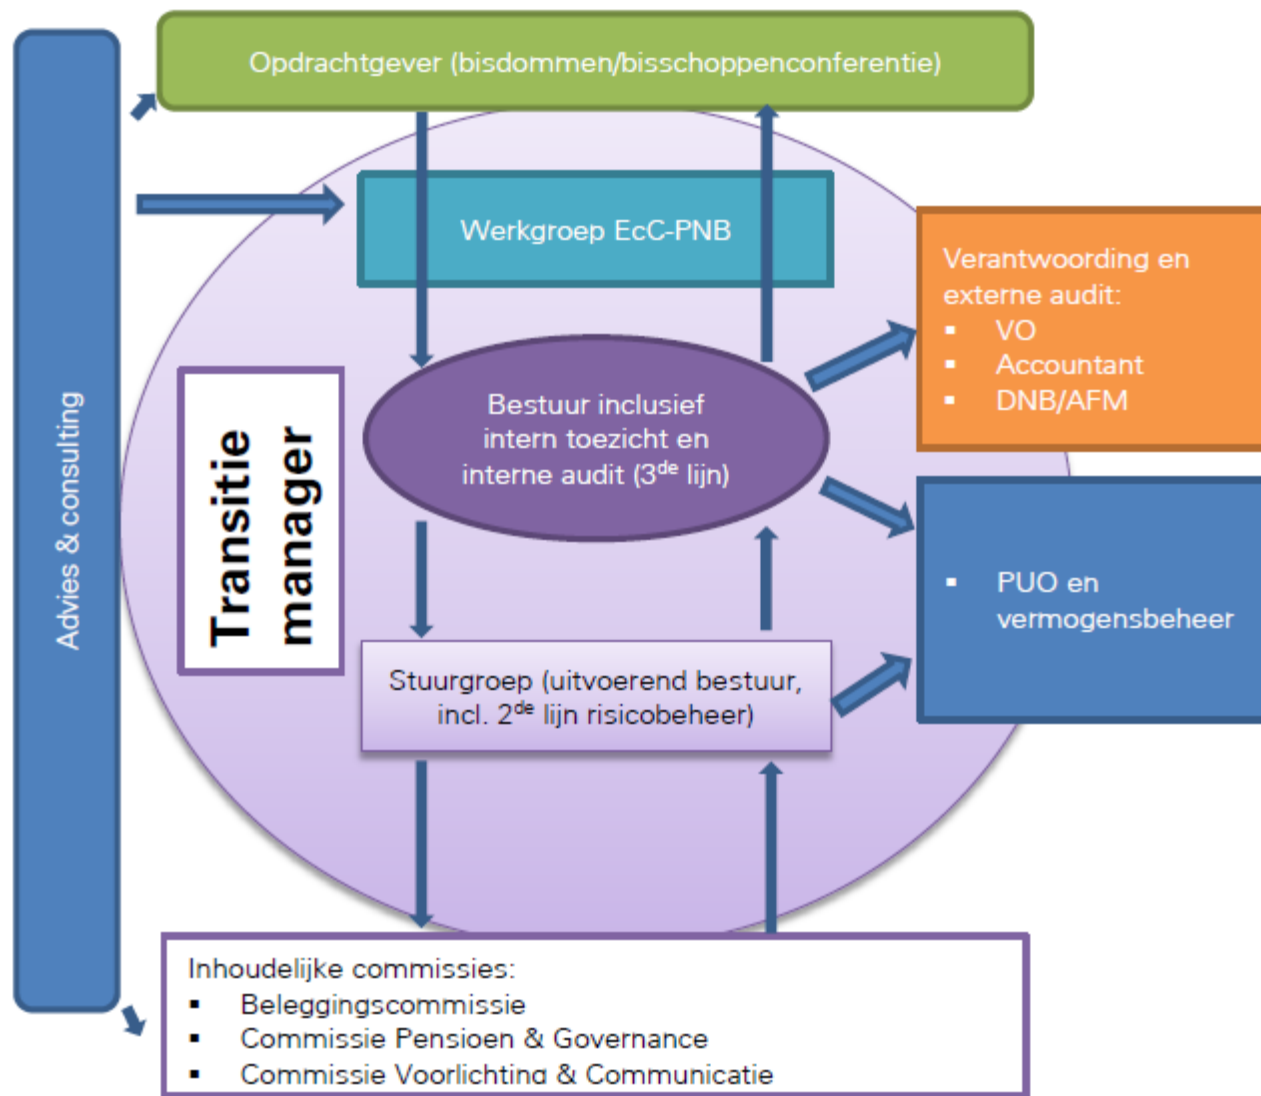 Opdrachtgever (bisdommen/bisschoppenconferentie)
Advies & consulting
Werkgroep EcC-PNB
Verantwoording en
externe audit:
▪ VO
▪ Accountant
▪ DNB/AFM
Transitie
manager
Bestuur inclusief
intern toezicht en
interne audit (3de lijn)
▪ PUO en
vermogensbeheer
Stuurgroep (uitvoerend bestuur,
incl. 2de lijn risicobeheer)
Inhoudelijke commissies:
▪ Beleggingscommissie
▪ Commissie Pensioen & Governance
▪ Commissie Voorlichting & Communicatie